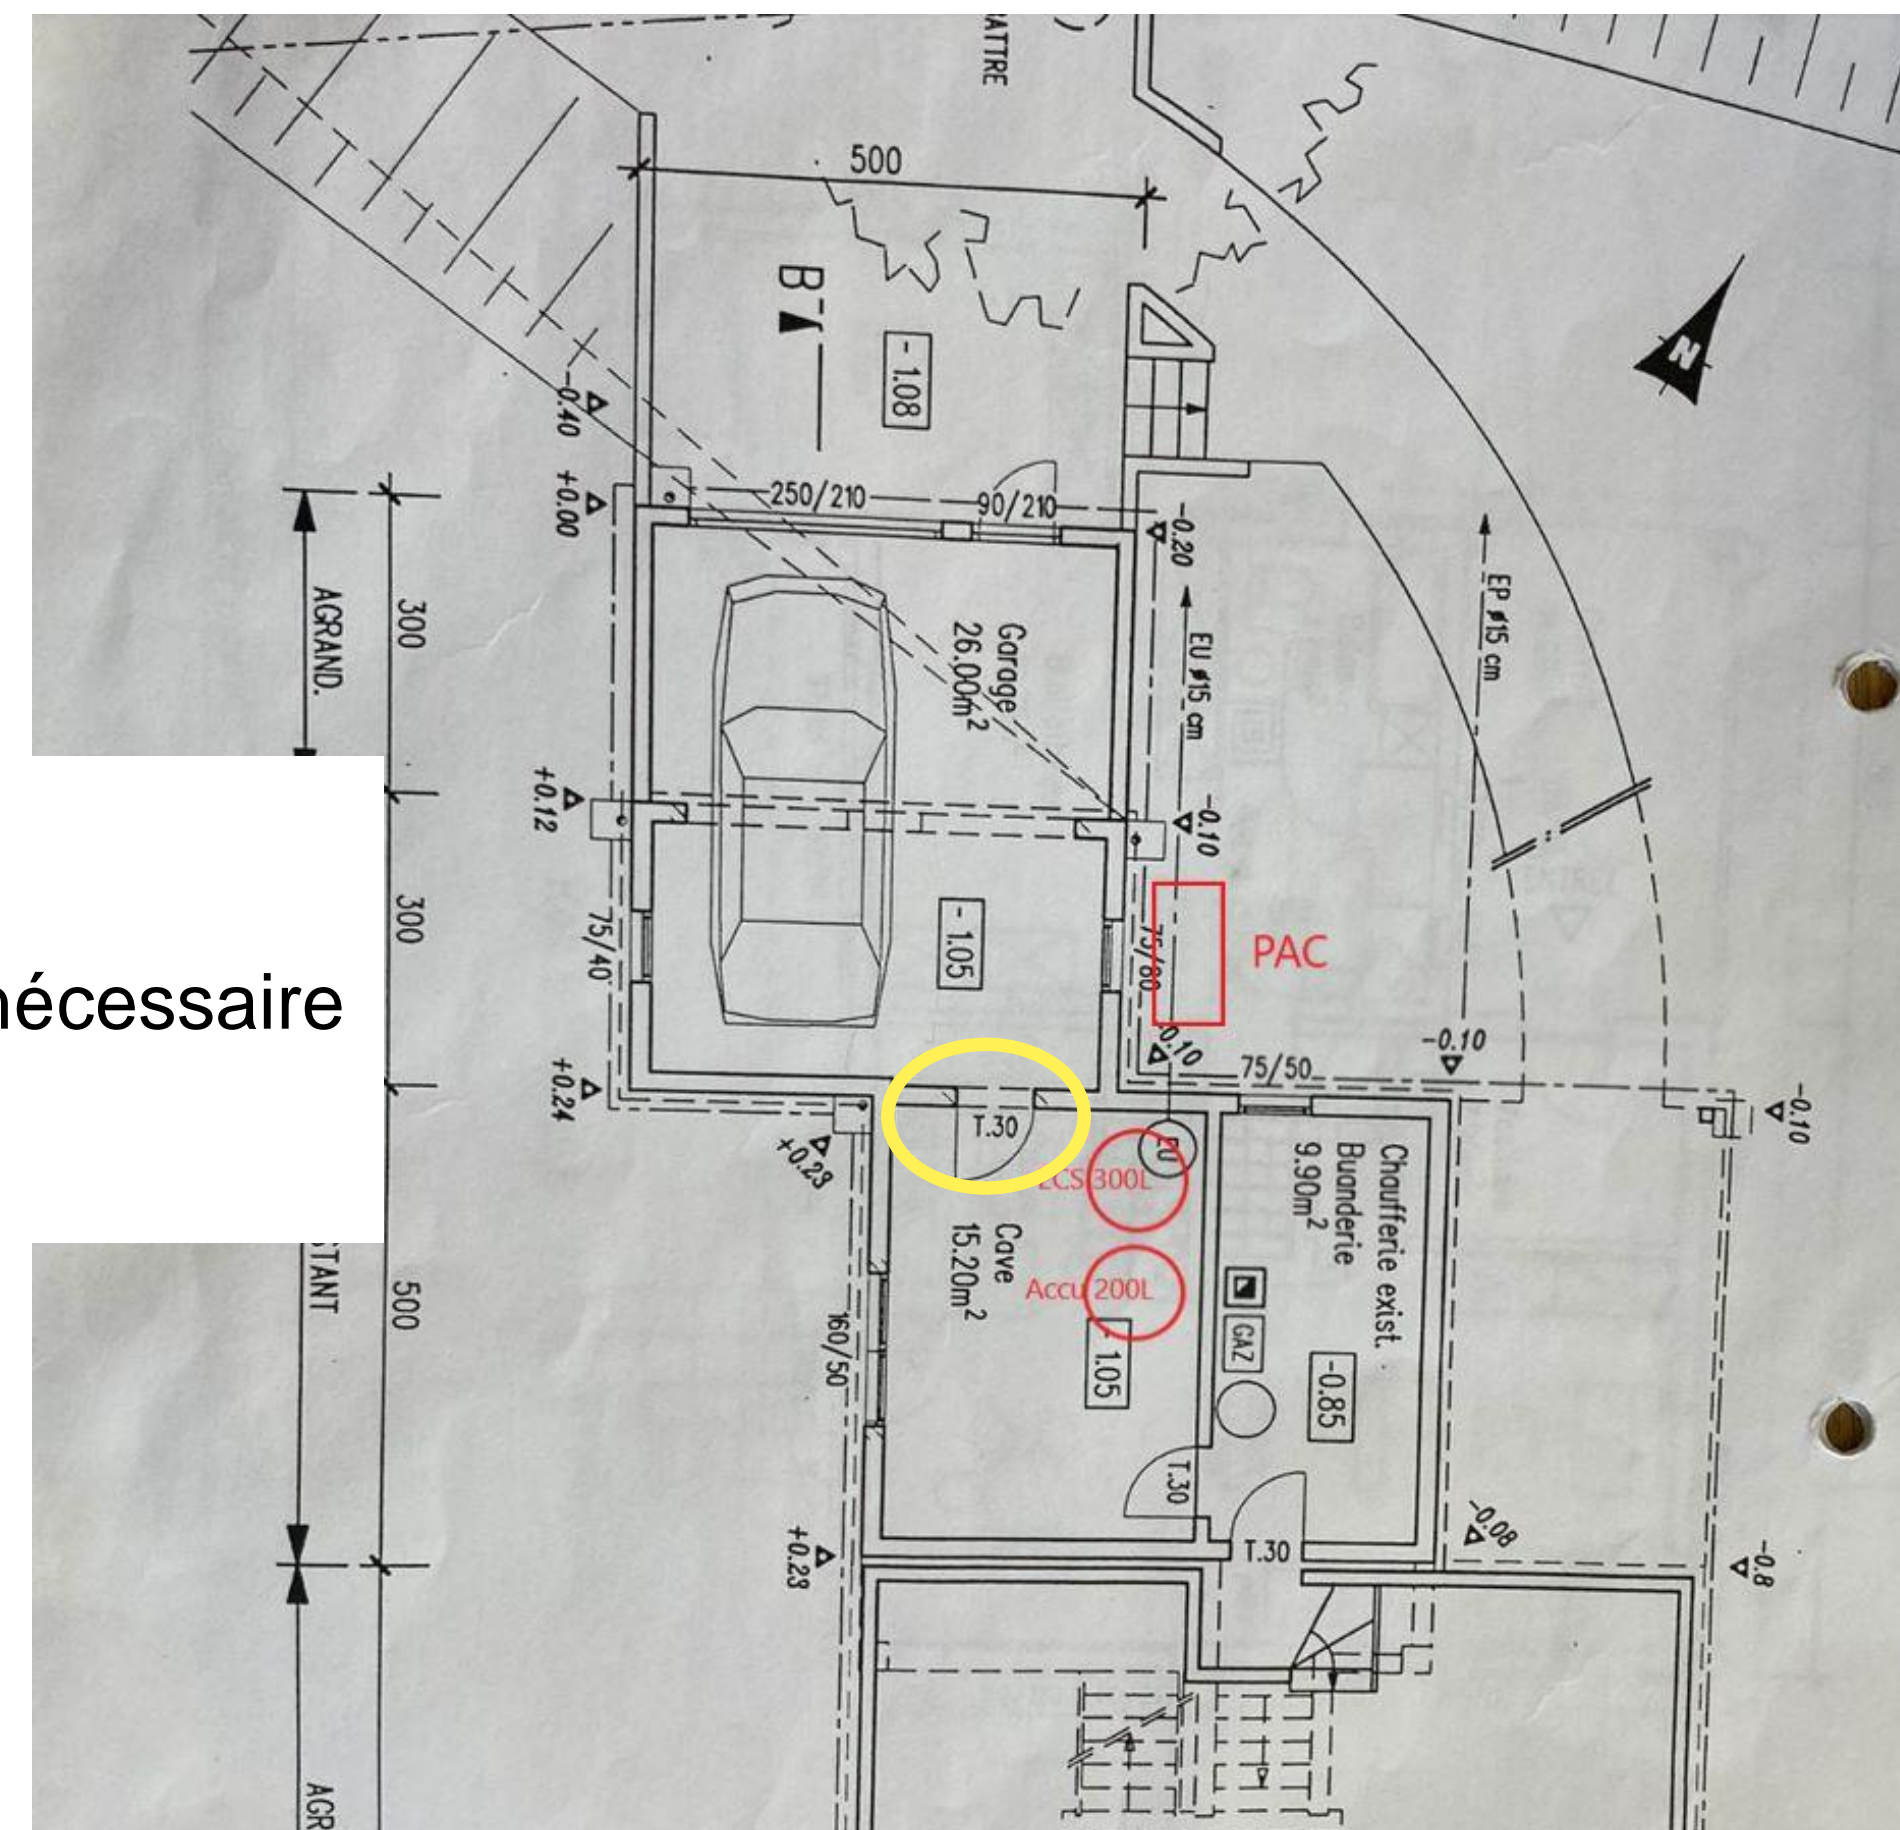 ATTRE
500
B
- 1.08
-0.40
+0.00
250/210
90/210
-0.20
N
EP ø15 cm
EU ø15 cm
AGRAND.
300
Garage
26.00m²
+0.12
-0.10
300
75/40
- 1.05
75/80
PAC
nécessaire
-0.10
75/50
-0.10
-0.10
+0.24
+0.23
T.30
EU
ECS 300L
Chaufferie exist.
Buanderie
9.90m²
Cave
15.20m²
Accu 200L
STANT
500
160/50
1.05
GAZ
-0.85
T.30
T.30
-0.08
-0.8
+0.23
AGR